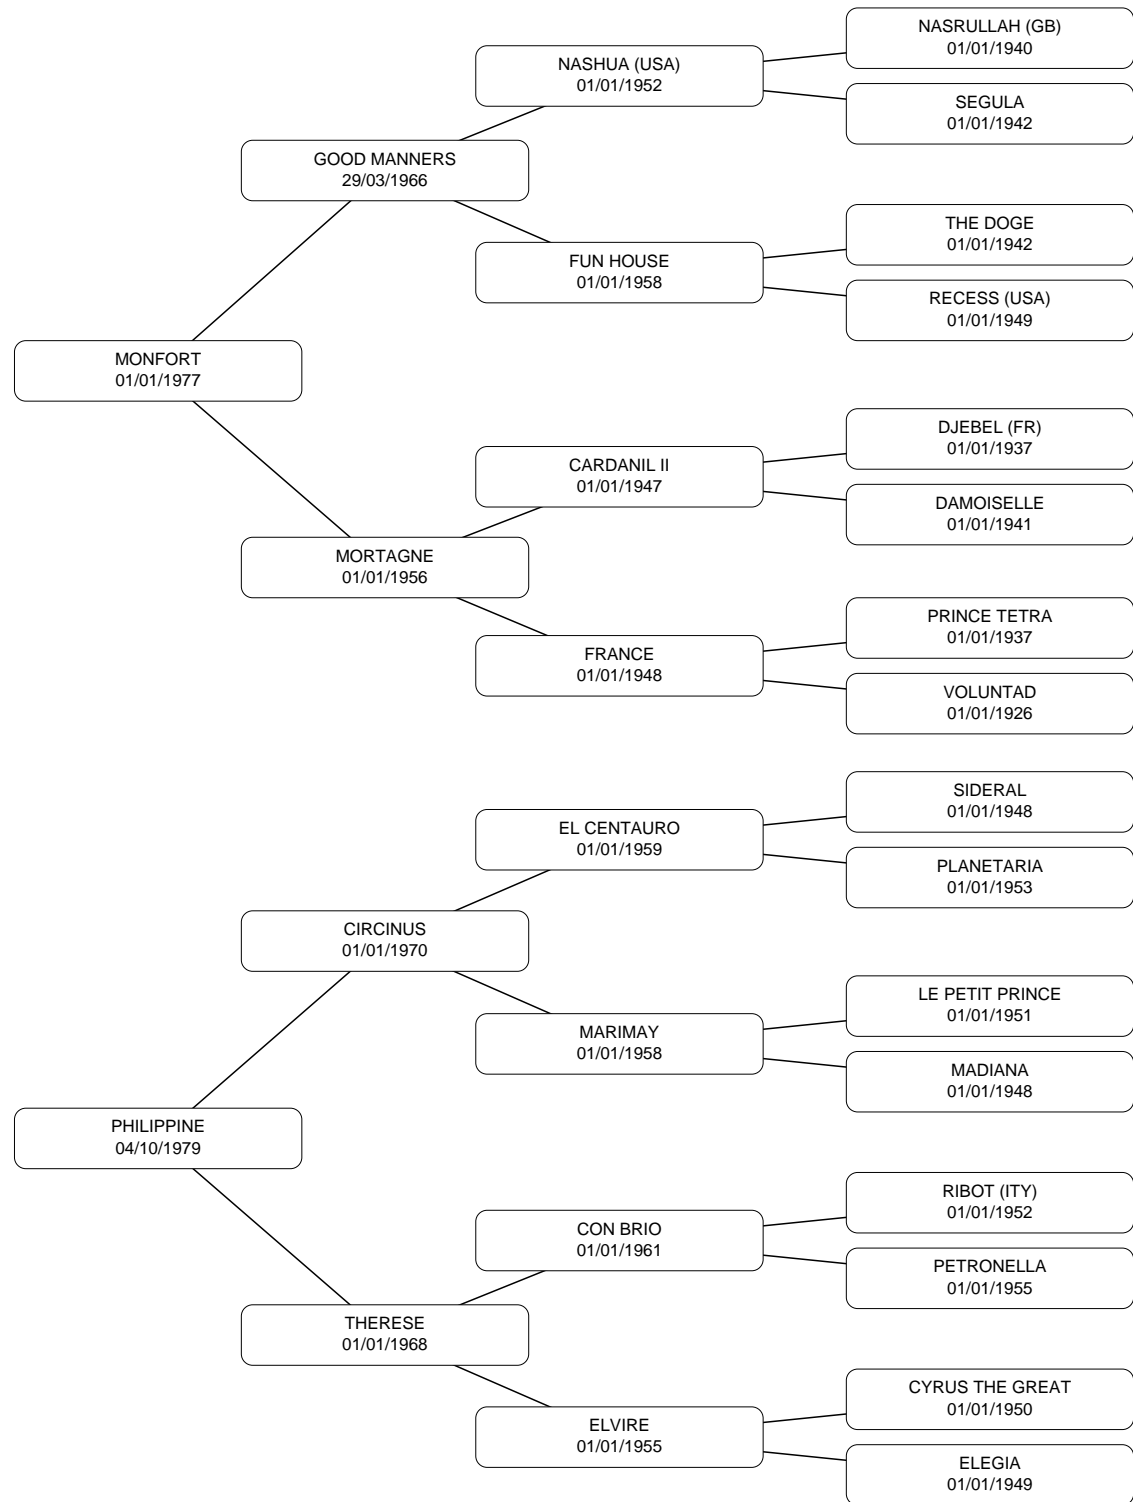 NASRULLAH (GB)
01/01/1940
NASHUA (USA)
01/01/1952
SEGULA
01/01/1942
GOOD MANNERS
29/03/1966
THE DOGE
01/01/1942
FUN HOUSE
01/01/1958
RECESS (USA)
01/01/1949
MONFORT
01/01/1977
DJEBEL (FR)
01/01/1937
CARDANIL II
01/01/1947
DAMOISELLE
01/01/1941
MORTAGNE
01/01/1956
PRINCE TETRA
01/01/1937
FRANCE
01/01/1948
VOLUNTAD
01/01/1926
SIDERAL
01/01/1948
EL CENTAURO
01/01/1959
PLANETARIA
01/01/1953
CIRCINUS
01/01/1970
LE PETIT PRINCE
01/01/1951
MARIMAY
01/01/1958
MADIANA
01/01/1948
PHILIPPINE
04/10/1979
RIBOT (ITY)
01/01/1952
CON BRIO
01/01/1961
PETRONELLA
01/01/1955
THERESE
01/01/1968
CYRUS THE GREAT
01/01/1950
ELVIRE
01/01/1955
ELEGIA
01/01/1949